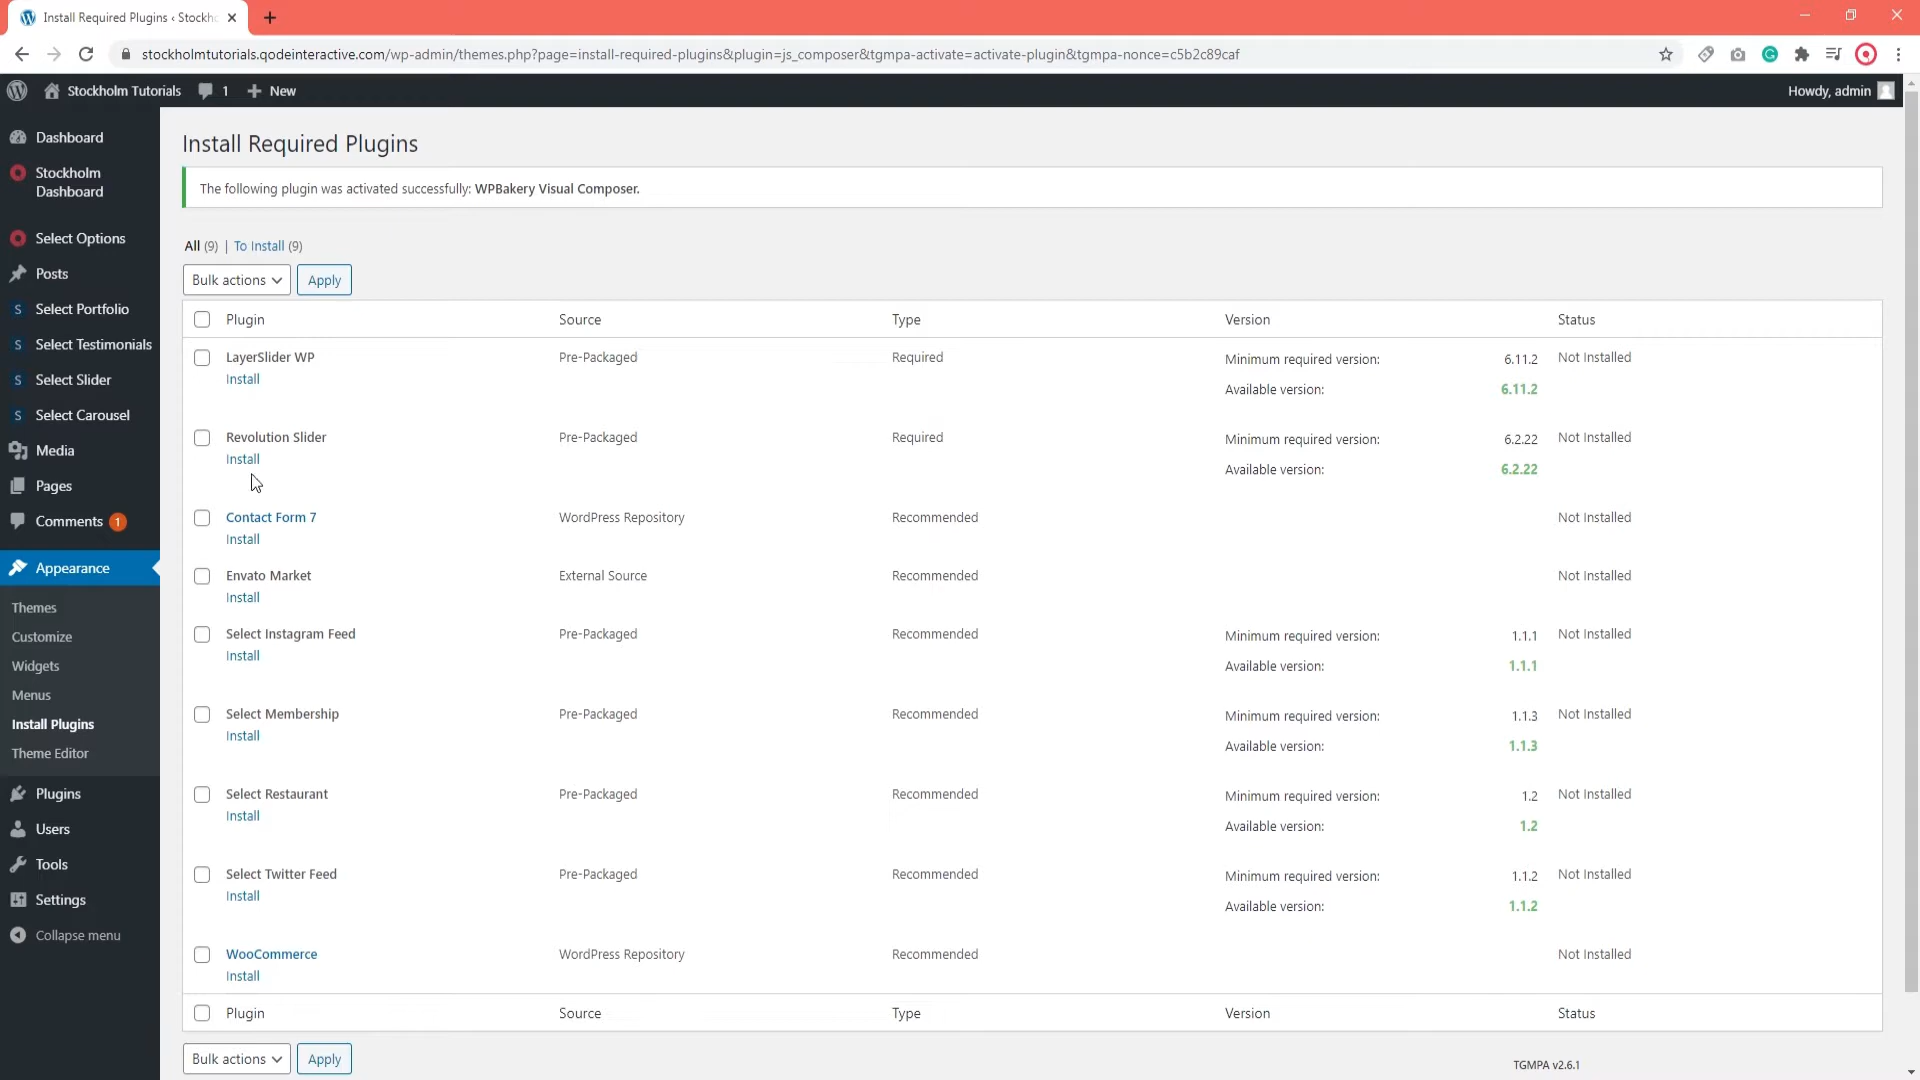 Install Required Plugins ‹ Stockho
stockholmtutorials.qodeinteractive.com/wp-admin/themes.php?page=install-required-plugins&plugin=js_composer&tgmpa-activate=activate-plugin&tgmpa-nonce=c5b2c89caf
Stockholm Tutorials 1 New Howdy, admin
Dashboard
Stockholm
Dashboard
Select Options
Posts
S Select Portfolio
S Select Testimonials
S Select Slider
S Select Carousel
Media
Pages
Comments 1
Appearance
Themes
Customize
Widgets
Menus
Install Plugins
Theme Editor
Plugins
Users
Tools
Settings
Collapse menu
Install Required Plugins
The following plugin was activated successfully: WPBakery Visual Composer.
All (9) | To Install (9)
Bulk actions Apply
Plugin Source Type Version Status
LayerSlider WP Pre-Packaged Required Minimum required version: 6.11.2 Not Installed
Install Available version: 6.11.2
Revolution Slider Pre-Packaged Required Minimum required version: 6.2.22 Not Installed
Install Available version: 6.2.22
Contact Form 7 WordPress Repository Recommended Not Installed
Install
Envato Market External Source Recommended Not Installed
Install
Select Instagram Feed Pre-Packaged Recommended Minimum required version: 1.1.1 Not Installed
Install Available version: 1.1.1
Select Membership Pre-Packaged Recommended Minimum required version: 1.1.3 Not Installed
Install Available version: 1.1.3
Select Restaurant Pre-Packaged Recommended Minimum required version: 1.2 Not Installed
Install Available version: 1.2
Select Twitter Feed Pre-Packaged Recommended Minimum required version: 1.1.2 Not Installed
Install Available version: 1.1.2
WooCommerce WordPress Repository Recommended Not Installed
Install
Plugin Source Type Version Status
Bulk actions Apply
TGMPA v2.6.1